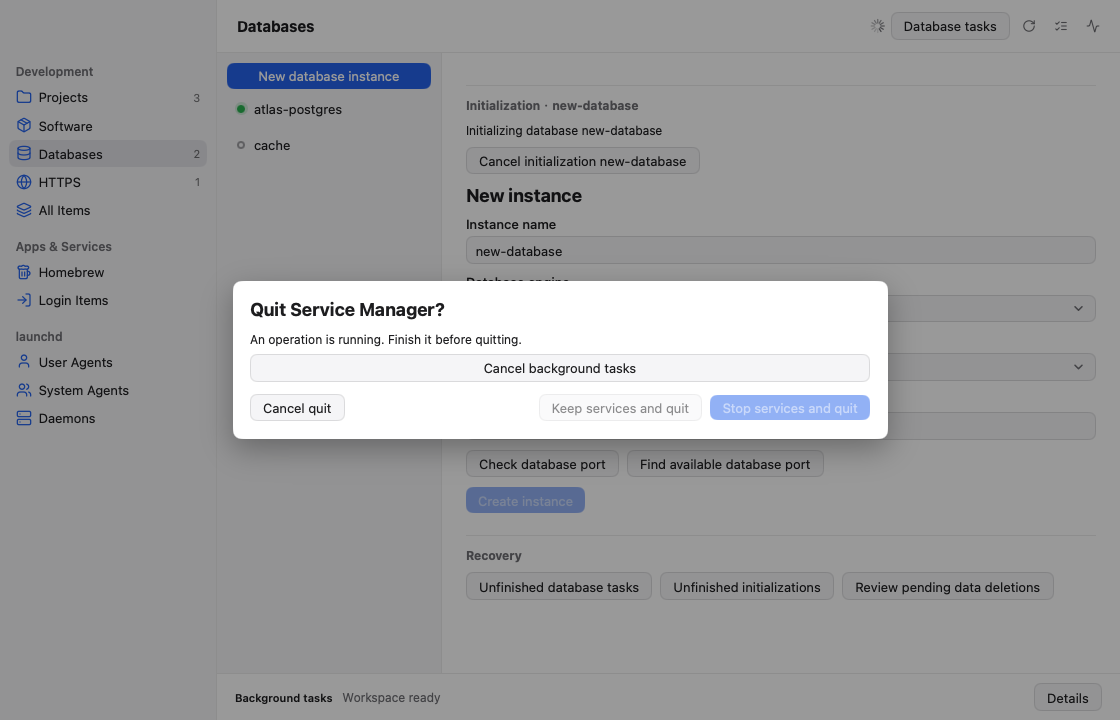 Databases
Database tasks
Development
Projects 3
Software
Databases 2
HTTPS 1
All Items
Apps & Services
Homebrew
Login Items
launchd
User Agents
System Agents
Daemons
New database instance
atlas-postgres
cache
Initialization · new-database
Initializing database new-database
Cancel initialization new-database
New instance
Instance name
new-database
Database engine
Quit Service Manager?
An operation is running. Finish it before quitting.
Cancel background tasks
Cancel quit
Keep services and quit
Stop services and quit
Check database port
Find available database port
Create instance
Recovery
Unfinished database tasks
Unfinished initializations
Review pending data deletions
Background tasks Workspace ready
Details